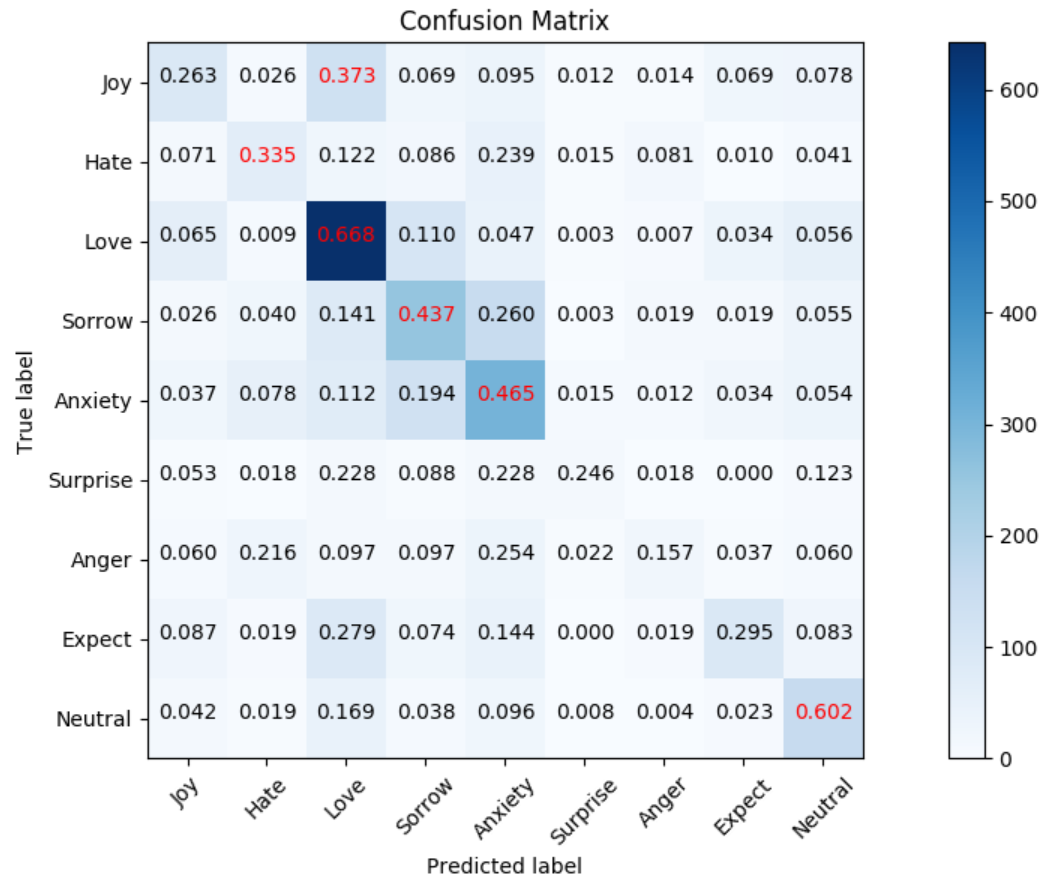 Confusion Matrix
Joy 0.263 0.026 0.373 0.069 0.095 0.012 0.014 0.069 0.078
Hate 0.071 0.335 0.122 0.086 0.239 0.015 0.081 0.010 0.041
Love 0.065 0.009 0.668 0.110 0.047 0.003 0.007 0.034 0.056
Sorrow 0.026 0.040 0.141 0.437 0.260 0.003 0.019 0.019 0.055
Anxiety 0.037 0.078 0.112 0.194 0.465 0.015 0.012 0.034 0.054
Surprise 0.053 0.018 0.228 0.088 0.228 0.246 0.018 0.000 0.123
Anger 0.060 0.216 0.097 0.097 0.254 0.022 0.157 0.037 0.060
Expect 0.087 0.019 0.279 0.074 0.144 0.000 0.019 0.295 0.083
Neutral 0.042 0.019 0.169 0.038 0.096 0.008 0.004 0.023 0.602
Joy Hate Love Sorrow Anxiety Surprise Anger Expect Neutral
Predicted label
True label
600
500
400
300
200
100
0